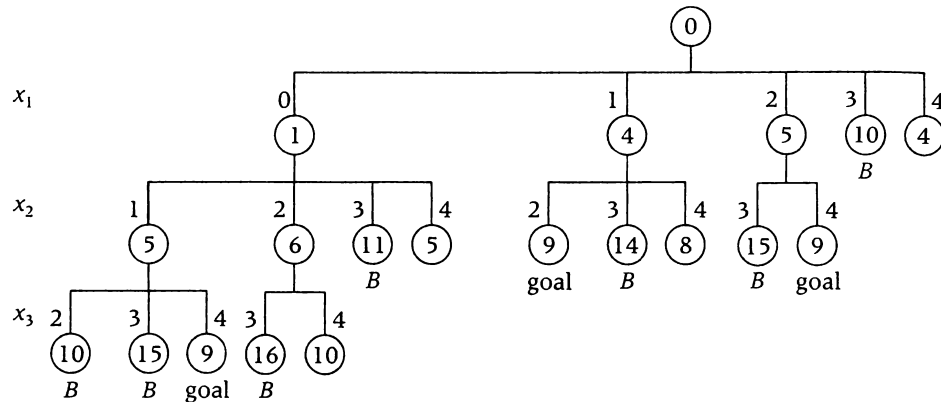 0
x₁ 0 1 2 3 4
1 4 5 10 4
B
x₂ 1 2 3 4 2 3 4 3 4
5 6 11 5 9 14 8 15 9
B goal B B goal
x₃ 2 3 4 3 4
10 15 9 16 10
B B goal B